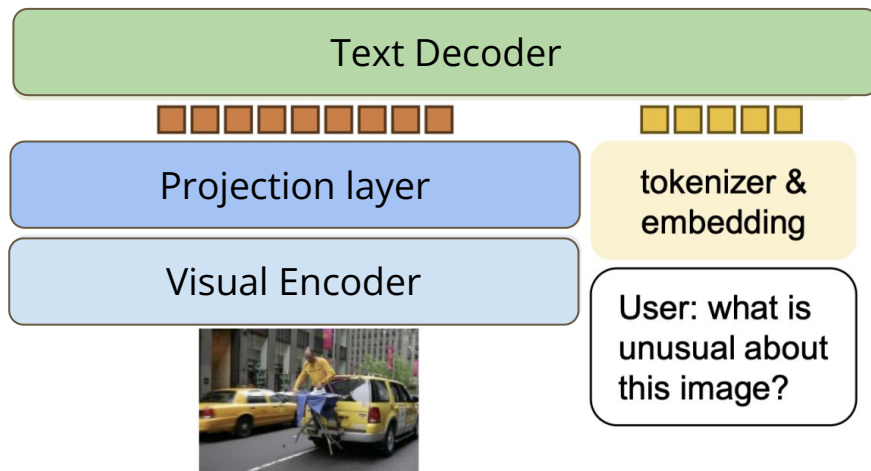 Text Decoder
Projection layer
tokenizer &
embedding
Visual Encoder
User: what is
unusual about
this image?